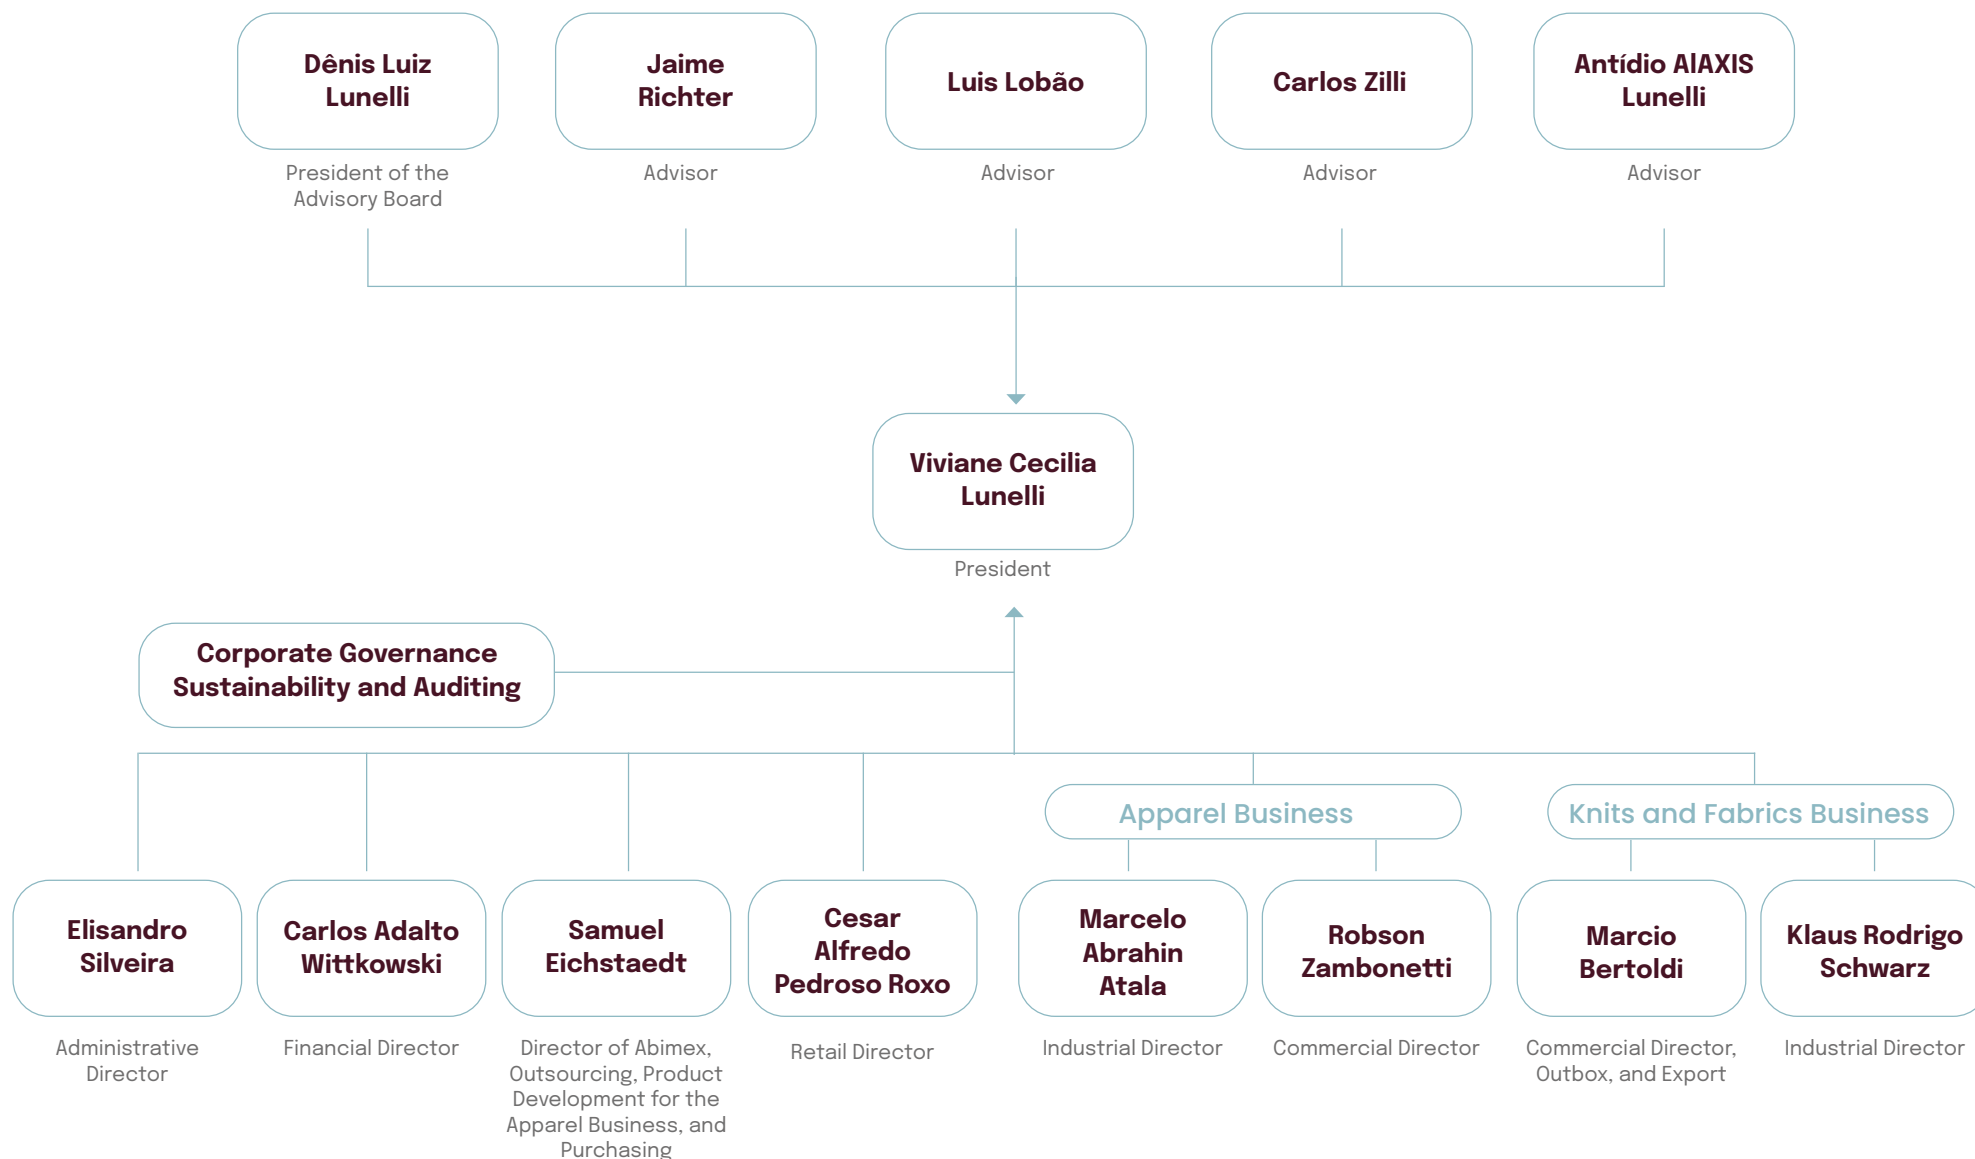 Dênis Luiz
Lunelli
President of the
Advisory Board
Jaime
Richter
Advisor
Luis Lobão
Advisor
Carlos Zilli
Advisor
Antídio AlAXIS
Lunelli
Advisor
Viviane Cecilia
Lunelli
President
Corporate Governance
Sustainability and Auditing
Apparel Business
Knits and Fabrics Business
Elisandro
Silveira
Administrative
Director
Carlos Adalto
Wittkowski
Financial Director
Samuel
Eichstaedt
Director of Abimex,
Outsourcing, Product
Development for the
Apparel Business, and
Purchasing
Cesar
Alfredo
Pedroso Roxo
Retail Director
Marcelo
Abrahin
Atala
Industrial Director
Robson
Zambonetti
Commercial Director
Marcio
Bertoldi
Commercial Director,
Outbox, and Export
Klaus Rodrigo
Schwarz
Industrial Director